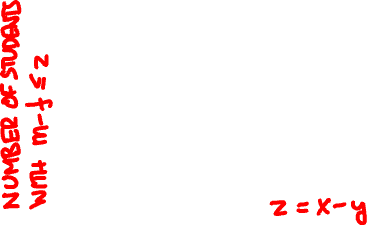 NUMBER OF STUDENTS
WITH m-f ≤ z
z = x - y